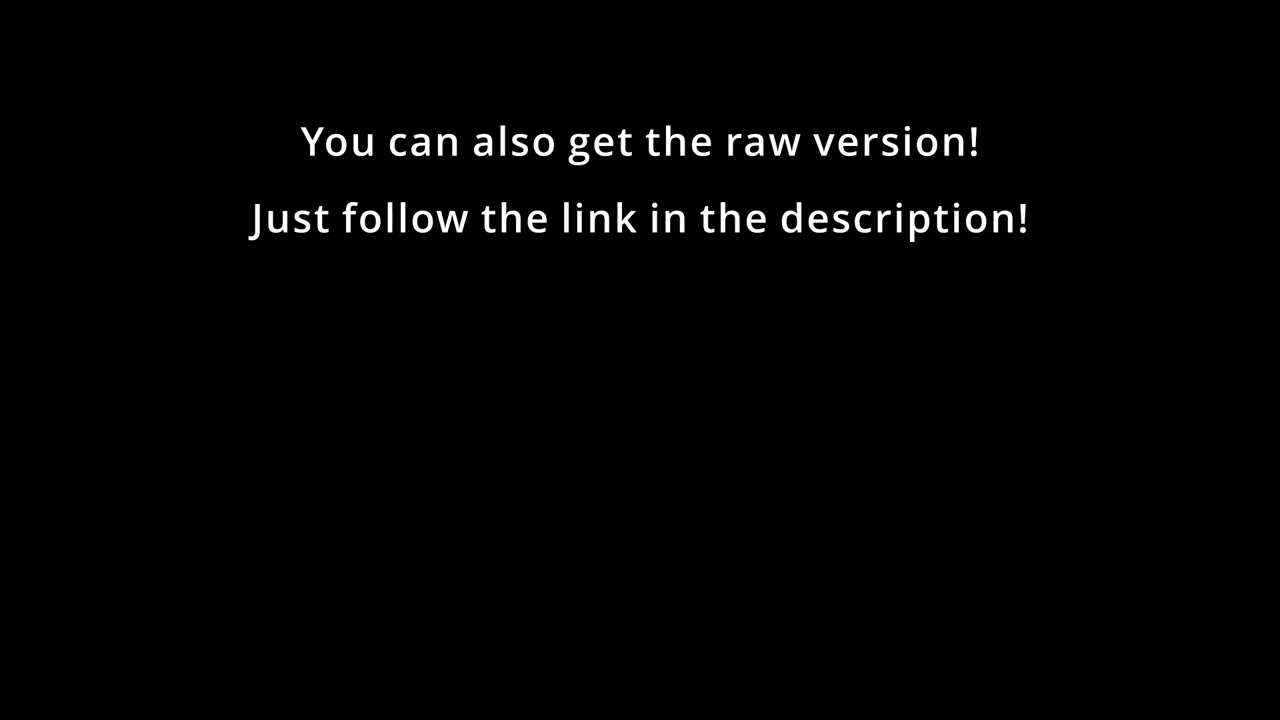 You can also get the raw version!
Just follow the link in the description!